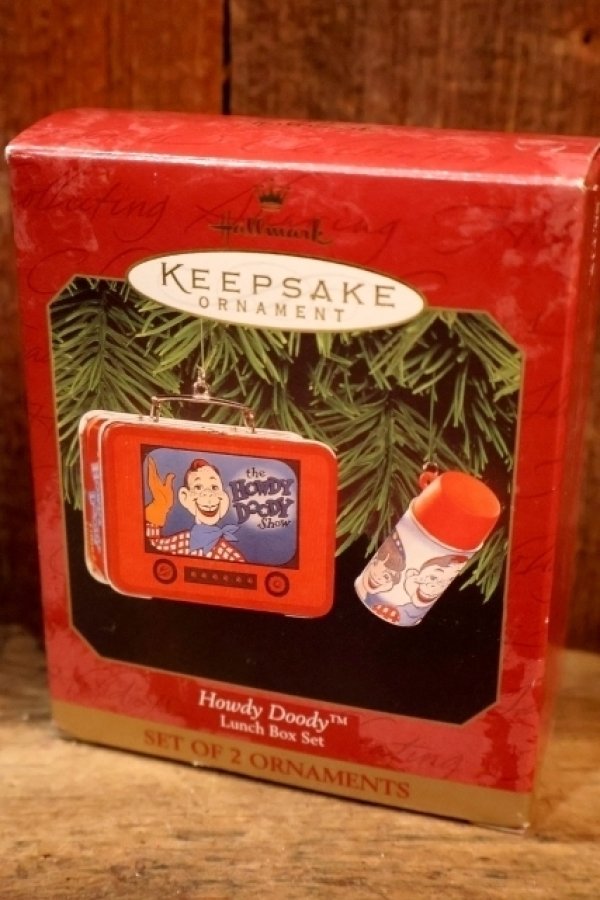 Hallmark
KEEPSAKE
ORNAMENT
the
HOWDY
DOODY
Show
Howdy Doody™
Lunch Box Set
SET OF 2 ORNAMENTS